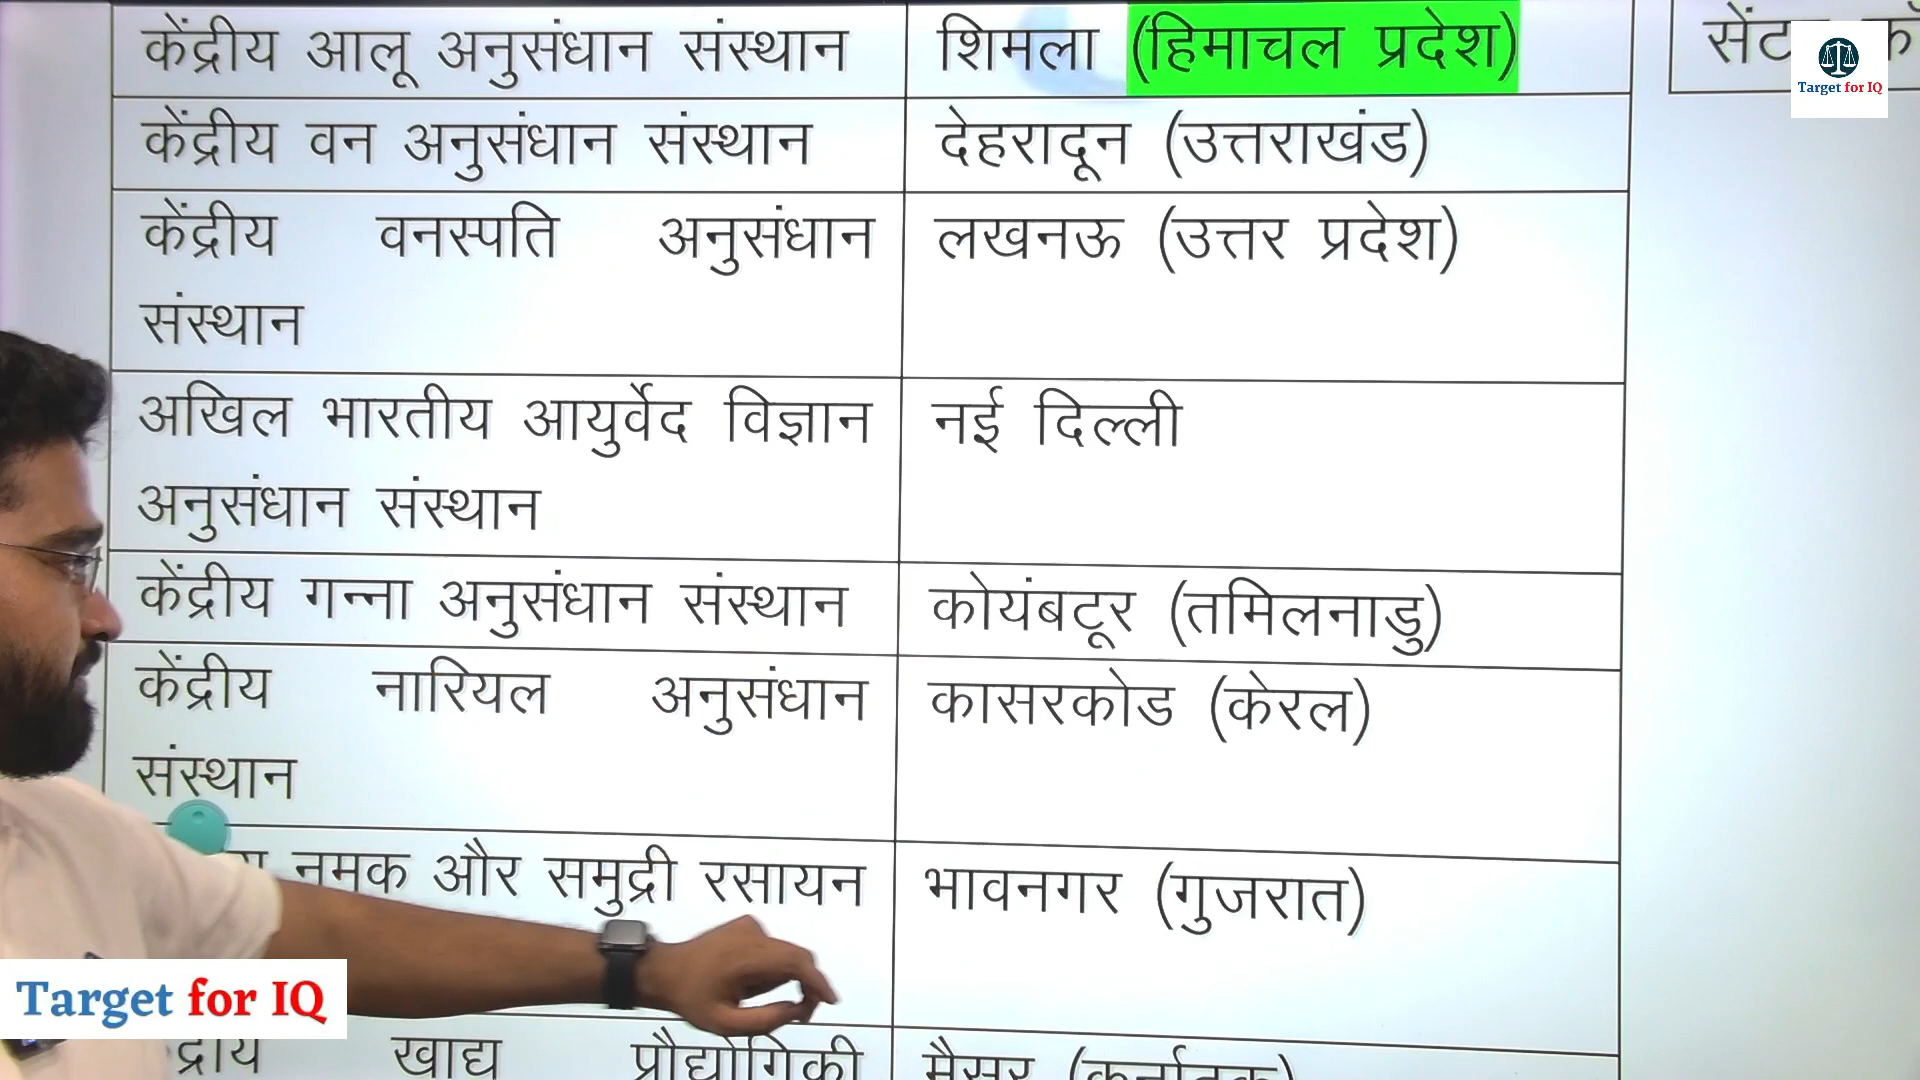 केंद्रीय आलू अनुसंधान संस्थान शिमला (हिमाचल प्रदेश)
केंद्रीय वन अनुसंधान संस्थान देहरादून (उत्तराखंड)
केंद्रीय वनस्पति अनुसंधान लखनऊ (उत्तर प्रदेश)
संस्थान
अखिल भारतीय आयुर्वेद विज्ञान नई दिल्ली
अनुसंधान संस्थान
केंद्रीय गन्ना अनुसंधान संस्थान कोयंबटूर (तमिलनाडु)
केंद्रीय नारियल अनुसंधान कासरकोड (केरल)
संस्थान
नमक और समुद्री रसायन भावनगर (गुजरात)
खाद्य प्रौद्योगिकी मैसूर (कर्नाटक)
Target for IQ
Target for IQ